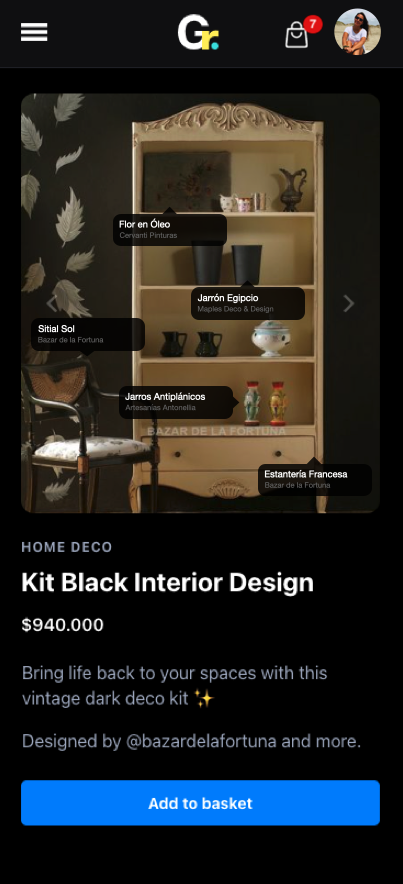 Gr.
7
Flor en Óleo
Cervanti Pinturas
Jarrón Egipcio
Maples Deco & Design
Sitial Sol
Bazar de la Fortuna
Jarros Antiplánicos
Artesanías Antonellia
BAZAR DE LA FORTUNA
Estantería Francesa
Bazar de la Fortuna
HOME DECO
Kit Black Interior Design
$940.000
Bring life back to your spaces with this
vintage dark deco kit ✨
Designed by @bazardelafortuna and more.
Add to basket